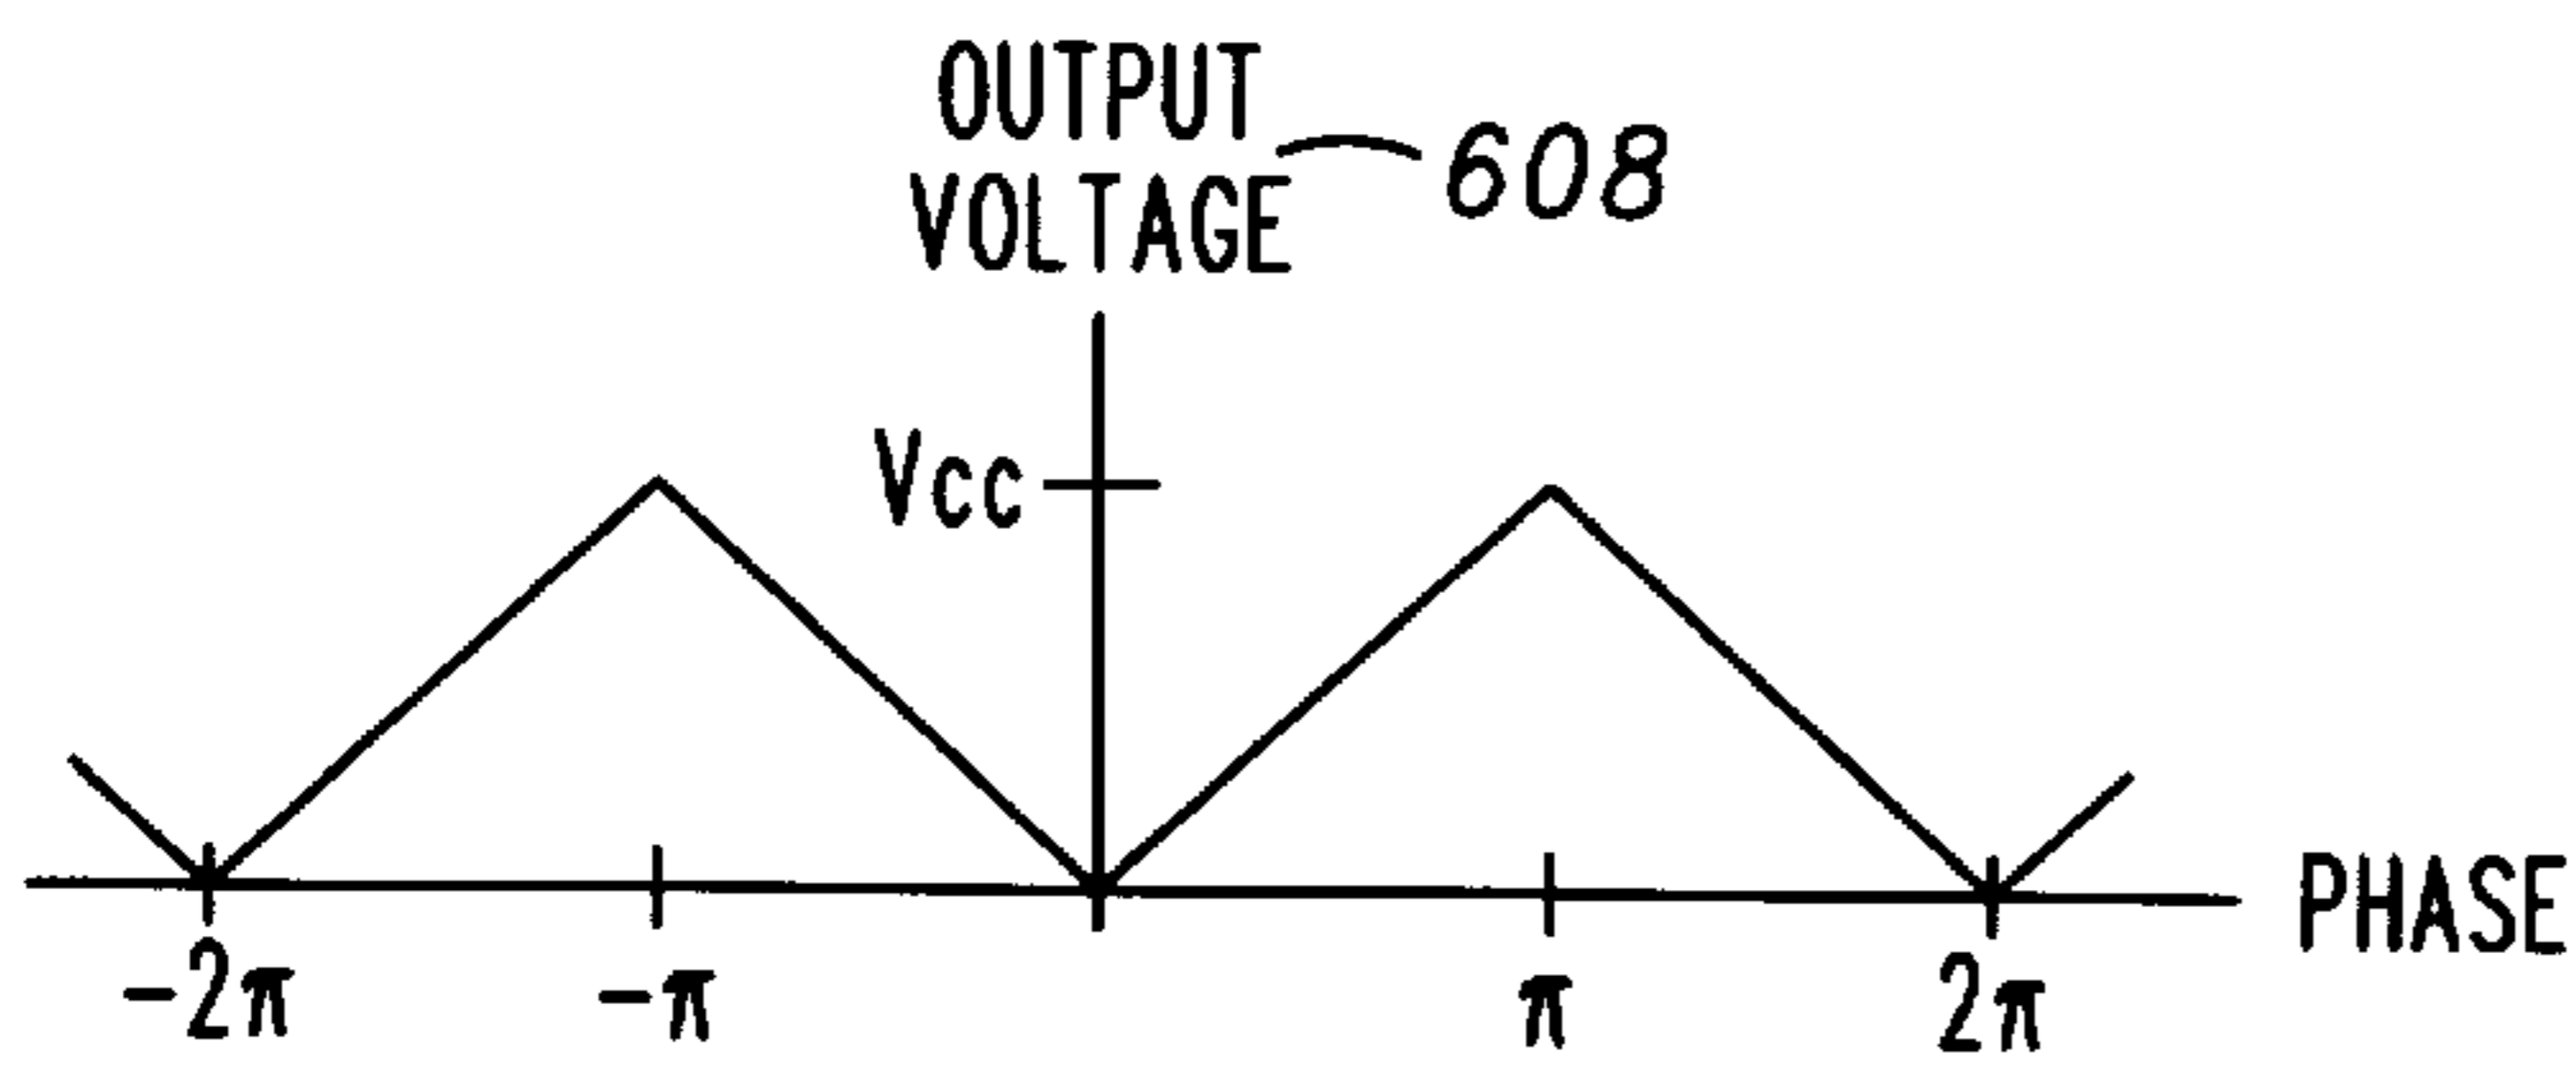 OUTPUT
VOLTAGE 608
Vcc
-2π -π π 2π
PHASE